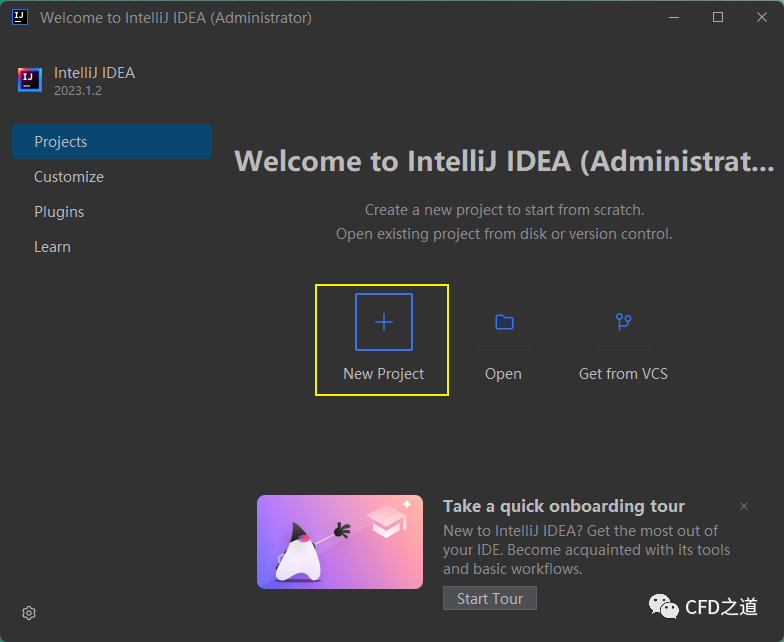 Welcome to IntelliJ IDEA (Administrator)
IntelliJ IDEA
2023.1.2
Projects
Customize
Plugins
Learn
Welcome to IntelliJ IDEA (Administrat...
Create a new project to start from scratch.
Open existing project from disk or version control.
New Project
Open
Get from VCS
Take a quick onboarding tour
New to IntelliJ IDEA? Get the most out of
your IDE. Become acquainted with its tools
and basic workflows.
Start Tour
CFD之道